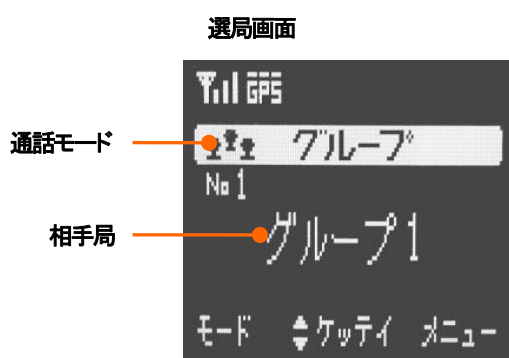 選局画面
GPS
通話モード
グループ
No 1
相手局
グループ1
モード ケッテイ メニュー